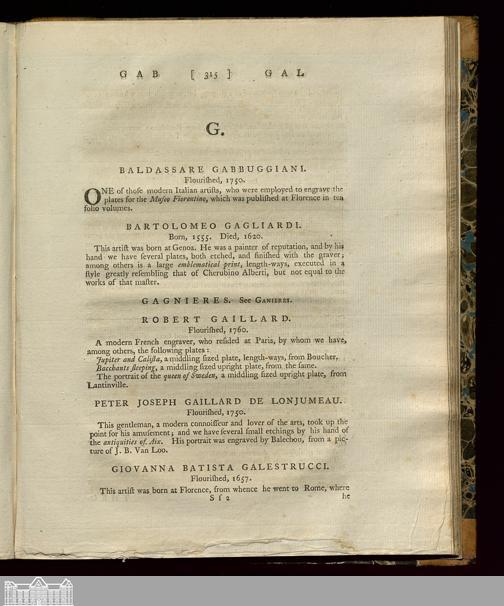 G A B [ 315 ] G A L
G.
BALDASSARE GABBUGGIANI.
Flouriſhed, 1750.
ONE of thoſe modern Italian artiſts, who were employed to engrave the
plates for the Muſeo Fiorentino, which was publiſhed at Florence in ten
folio volumes.
BARTOLOMEO GAGLIARDI.
Born, 1555. Died, 1620.
This artiſt was born at Genoa. He was a painter of reputation, and by his
hand we have ſeveral plates, both etched, and finiſhed with the graver;
among others is a large emblematical print, length-ways, executed in a
ſtyle greatly reſembling that of Cherubino Alberti, but not equal to the
works of that maſter.
GAGNIERES. See GANIERES.
ROBERT GAILLARD.
Flouriſhed, 1760.
A modern French engraver, who reſided at Paris, by whom we have,
among others, the following plates:
Jupiter and Caliſta, a middling ſized plate, length-ways, from Boucher.
Bacchante ſleeping, a middling ſized upright plate, from the ſame.
The portrait of the queen of Sweden, a middling ſized upright plate, from
Lantinville.
PETER JOSEPH GAILLARD DE LONJUMEAU.
Flouriſhed, 1750.
This gentleman, a modern connoiſſeur and lover of the arts, took up the
point for his amuſement; and we have ſeveral ſmall etchings by his hand of
the antiquities of Aix. His portrait was engraved by Balechou, from a pic-
ture of J. B. Van Loo.
GIOVANNA BATISTA GALESTRUCCI.
Flouriſhed, 1657.
This artiſt was born at Florence, from whence he went to Rome, where
S ſ 2 he